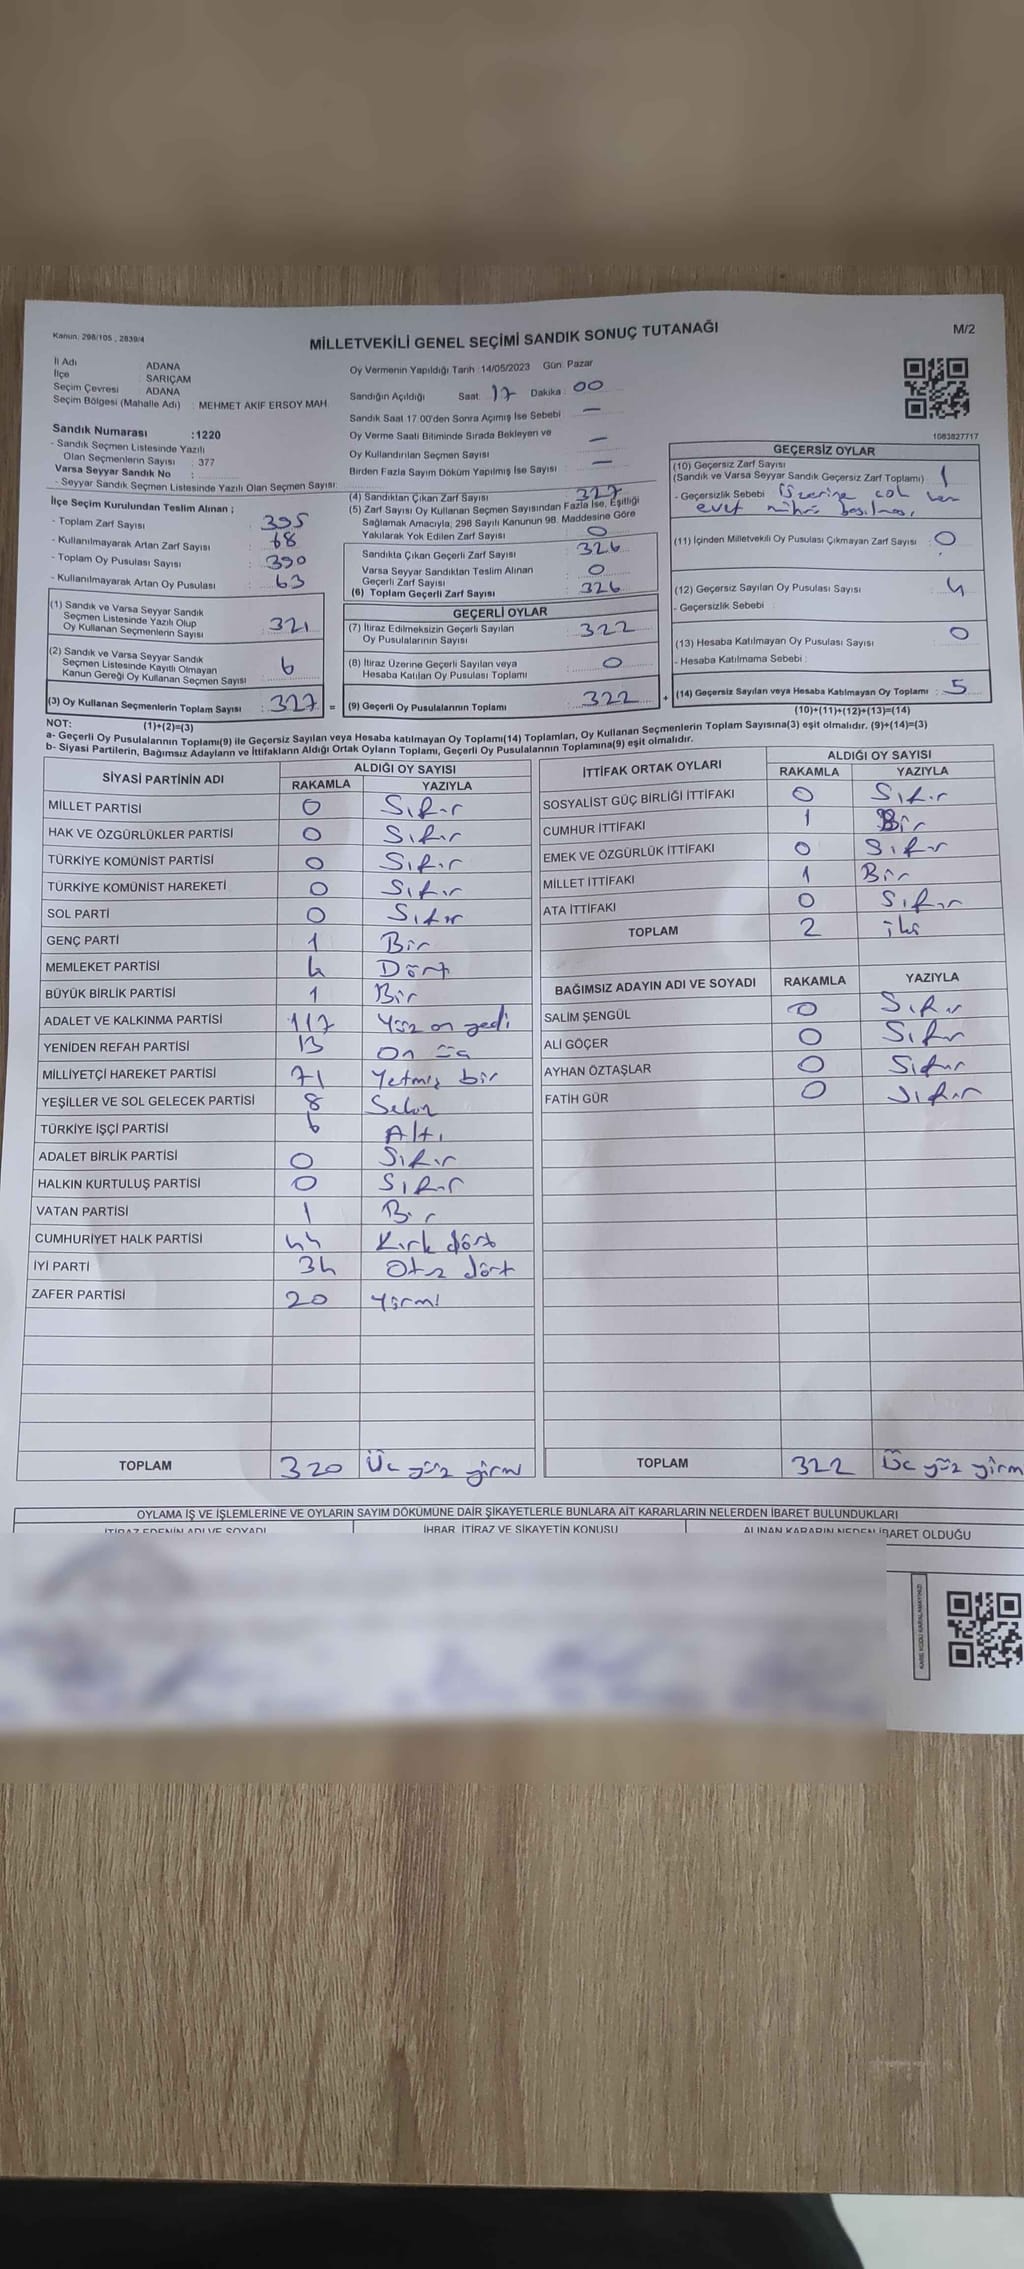 Kanun: 298/105 , 2839/4
MİLLETVEKİLİ GENEL SEÇİMİ SANDIK SONUÇ TUTANAĞI
M/2
İl Adı ADANA
İlçe SARIÇAM
Seçim Çevresi ADANA
Seçim Bölgesi (Mahalle Adı) : MEHMET AKİF ERSOY MAH.
Sandık Numarası :1220
- Sandık Seçmen Listesinde Yazılı
Olan Seçmenlerin Sayısı : 377
Varsa Seyyar Sandık No :
- Seyyar Sandık Seçmen Listesinde Yazılı Olan Seçmen Sayısı:
Oy Vermenin Yapıldığı Tarih :14/05/2023 Gün: Pazar
Sandığın Açıldığı Saat: 17 Dakika : 00
Sandık Saat 17.00'den Sonra Açılmış İse Sebebi : —
Oy Verme Saati Bitiminde Sırada Bekleyen ve
Oy Kullandırılan Seçmen Sayısı : —
Birden Fazla Sayım Döküm Yapılmış İse Sayısı : —
1083827717
İlçe Seçim Kurulundan Teslim Alınan ;
- Toplam Zarf Sayısı : 395
- Kullanılmayarak Artan Zarf Sayısı : 68
- Toplam Oy Pusulası Sayısı : 390
- Kullanılmayarak Artan Oy Pusulası : 63
(1) Sandık ve Varsa Seyyar Sandık
Seçmen Listesinde Yazılı Olup
Oy Kullanan Seçmenlerin Sayısı : 321
(2) Sandık ve Varsa Seyyar Sandık
Seçmen Listesinde Kayıtlı Olmayan
Kanun Gereği Oy Kullanan Seçmen Sayısı : 6
(3) Oy Kullanan Seçmenlerin Toplam Sayısı : 327 =
(1)+(2)=(3)
(4) Sandıktan Çıkan Zarf Sayısı : 327
(5) Zarf Sayısı Oy Kullanan Seçmen Sayısından Fazla İse, Eşitliği
Sağlamak Amacıyla, 298 Sayılı Kanunun 98. Maddesine Göre
Yakılarak Yok Edilen Zarf Sayısı : 0
Sandıkta Çıkan Geçerli Zarf Sayısı : 326
Varsa Seyyar Sandıktan Teslim Alınan
Geçerli Zarf Sayısı : 0
(6) Toplam Geçerli Zarf Sayısı : 326
GEÇERLİ OYLAR
(7) İtiraz Edilmeksizin Geçerli Sayılan
Oy Pusulalarının Sayısı : 322
(8) İtiraz Üzerine Geçerli Sayılan veya
Hesaba Katılan Oy Pusulası Toplamı : 0
(9) Geçerli Oy Pusulalarının Toplamı : 322 +
GEÇERSİZ OYLAR
(10) Geçersiz Zarf Sayısı
(Sandık ve Varsa Seyyar Sandık Geçersiz Zarf Toplamı) : 1
- Geçersizlik Sebebi
evet
(11) İçinden Milletvekili Oy Pusulası Çıkmayan Zarf Sayısı : 0
(12) Geçersiz Sayılan Oy Pusulası Sayısı : 4
- Geçersizlik Sebebi :
(13) Hesaba Katılmayan Oy Pusulası Sayısı : 0
- Hesaba Katılmama Sebebi :
(14) Geçersiz Sayılan veya Hesaba Katılmayan Oy Toplamı : 5
(10)+(11)+(12)+(13)=(14)
NOT:
a- Geçerli Oy Pusulalarının Toplamı(9) ile Geçersiz Sayılan veya Hesaba katılmayan Oy Toplamı(14) Toplamları, Oy Kullanan Seçmenlerin Toplam Sayısına(3) eşit olmalıdır. (9)+(14)=(3)
b- Siyasi Partilerin, Bağımsız Adayların ve İttifakların Aldığı Ortak Oyların Toplamı, Geçerli Oy Pusulalarının Toplamına(9) eşit olmalıdır.
SİYASİ PARTİNİN ADI ALDIĞI OY SAYISI
RAKAMLA YAZIYLA
MİLLET PARTİSİ 0 Sıfır
HAK VE ÖZGÜRLÜKLER PARTİSİ 0 Sıfır
TÜRKİYE KOMÜNİST PARTİSİ 0 Sıfır
TÜRKİYE KOMÜNİST HAREKETİ 0 Sıfır
SOL PARTİ 0 Sıfır
GENÇ PARTİ 1 Bir
MEMLEKET PARTİSİ 4 Dört
BÜYÜK BİRLİK PARTİSİ 1 Bir
ADALET VE KALKINMA PARTİSİ 117 Yüz on yedi
YENİDEN REFAH PARTİSİ 13 On üç
MİLLİYETÇİ HAREKET PARTİSİ 71 Yetmiş bir
YEŞİLLER VE SOL GELECEK PARTİSİ 8 Sekiz
TÜRKİYE İŞÇİ PARTİSİ 6 Altı
ADALET BİRLİK PARTİSİ 0 Sıfır
HALKIN KURTULUŞ PARTİSİ 0 Sıfır
VATAN PARTİSİ 1 Bir
CUMHURİYET HALK PARTİSİ 44 Kırk dört
İYİ PARTİ 34 Otuz dört
ZAFER PARTİSİ 20 Yirmi
TOPLAM 320 Üç yüz yirmi
İTTİFAK ORTAK OYLARI ALDIĞI OY SAYISI
RAKAMLA YAZIYLA
SOSYALİST GÜÇ BİRLİĞİ İTTİFAKI 0 Sıfır
CUMHUR İTTİFAKI 1 Bir
EMEK VE ÖZGÜRLÜK İTTİFAKI 0 Sıfır
MİLLET İTTİFAKI 1 Bir
ATA İTTİFAKI 0 Sıfır
TOPLAM 2 iki
BAĞIMSIZ ADAYIN ADI VE SOYADI RAKAMLA YAZIYLA
SALİM ŞENGÜL 0 Sıfır
ALİ GÖÇER 0 Sıfır
AYHAN ÖZTAŞLAR 0 Sıfır
FATİH GÜR 0 Sıfır
TOPLAM 322 Üç yüz yirm
OYLAMA İŞ VE İŞLEMLERİNE VE OYLARIN SAYIM DÖKÜMÜNE DAİR ŞİKAYETLERLE BUNLARA AİT KARARLARIN NELERDEN İBARET BULUNDUKLARI
İTİRAZ EDENİN ADI VE SOYADI İHBAR, İTİRAZ VE ŞİKAYETİN KONUSU ALINAN KARARIN NEDEN İBARET OLDUĞU
KARE KODU KARALAMAYINIZ!